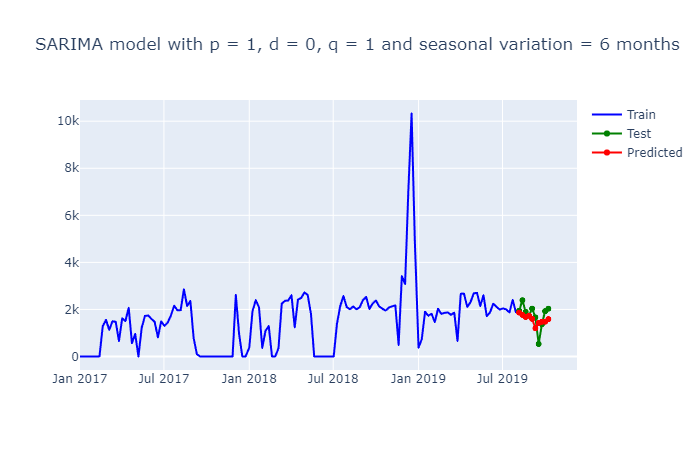 SARIMA model with p = 1, d = 0, q = 1 and seasonal variation = 6 months
Train
Test
Predicted
10k
8k
6k
4k
2k
0
Jan 2017
Jul 2017
Jan 2018
Jul 2018
Jan 2019
Jul 2019